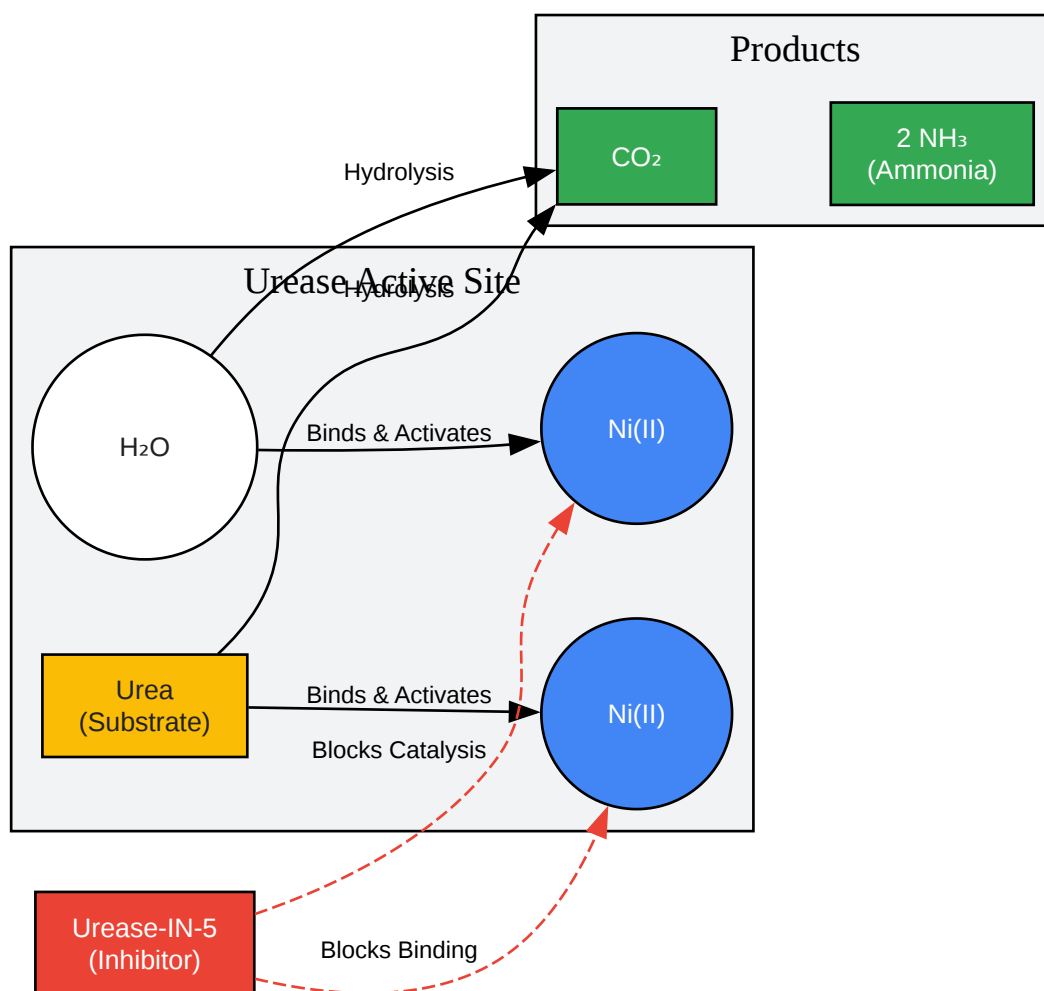 Products
CO₂
2 NH₃
(Ammonia)
Hydrolysis
Urease Active Site
Hydrolysis
H₂O
Binds & Activates
Ni(II)
Urea
(Substrate)
Binds & Activates
Ni(II)
Blocks Catalysis
Urease-IN-5
(Inhibitor)
Blocks Binding